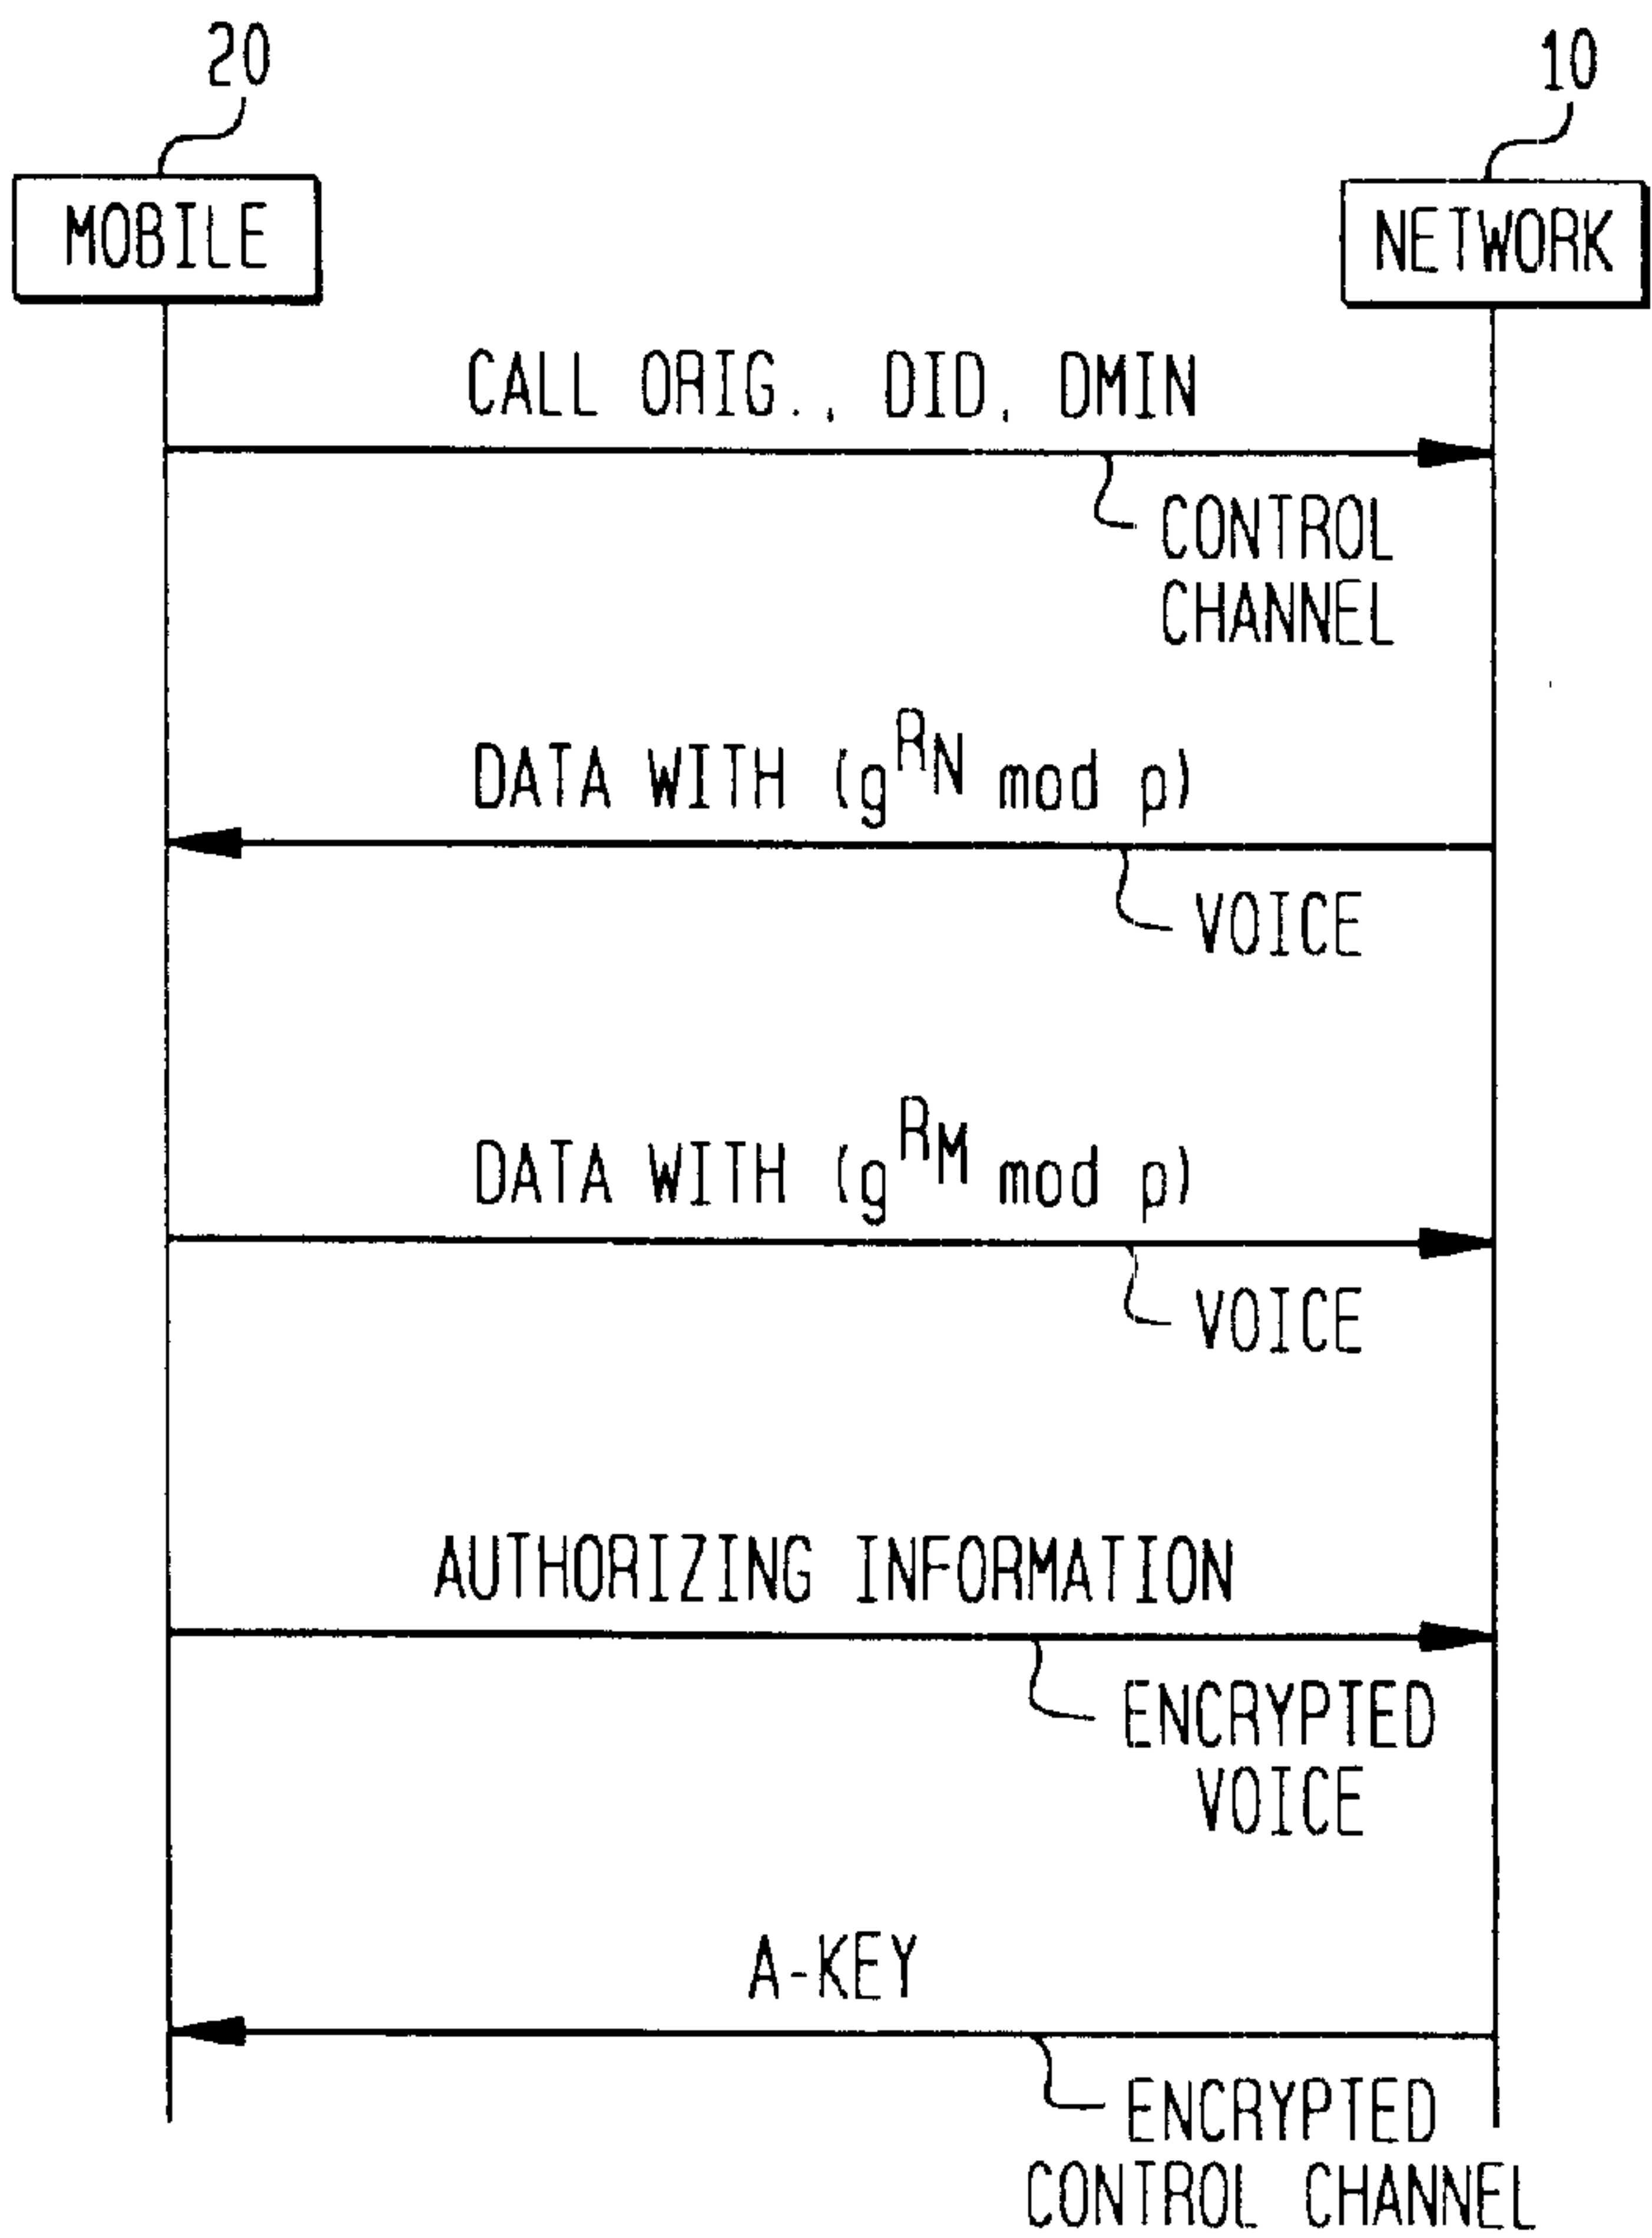 20
10
MOBILE
NETWORK
CALL ORIG., DID, DMIN
CONTROL
CHANNEL
DATA WITH (g^RN mod p)
VOICE
DATA WITH (g^RM mod p)
VOICE
AUTHORIZING INFORMATION
ENCRYPTED
VOICE
A-KEY
ENCRYPTED
CONTROL CHANNEL